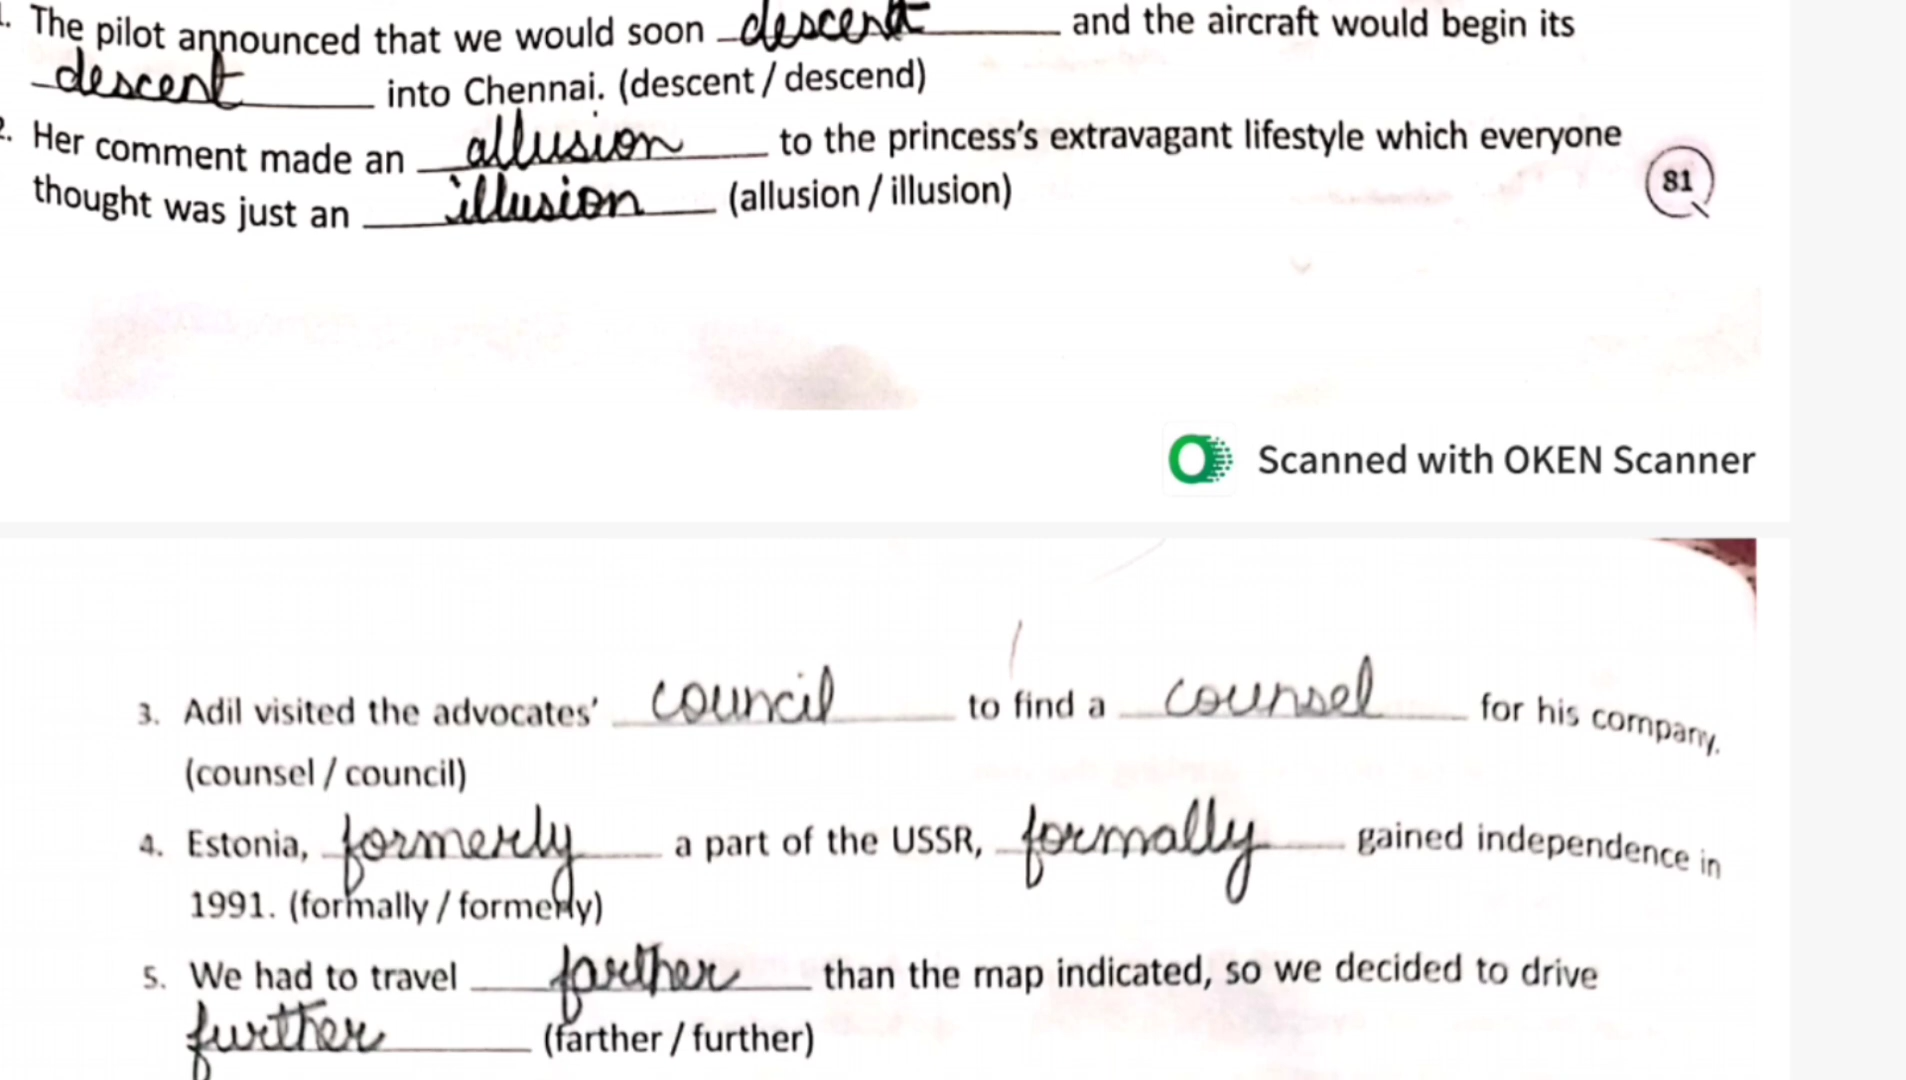 . The pilot announced that we would soon descent and the aircraft would begin its
descent into Chennai. (descent / descend)
2. Her comment made an allusion to the princess's extravagant lifestyle which everyone
thought was just an illusion (allusion / illusion)
81
Scanned with OKEN Scanner
3. Adil visited the advocates' council to find a counsel for his company.
(counsel / council)
4. Estonia, formerly a part of the USSR, formally gained independence in
1991. (formally / formerly)
5. We had to travel farther than the map indicated, so we decided to drive
further (farther / further)